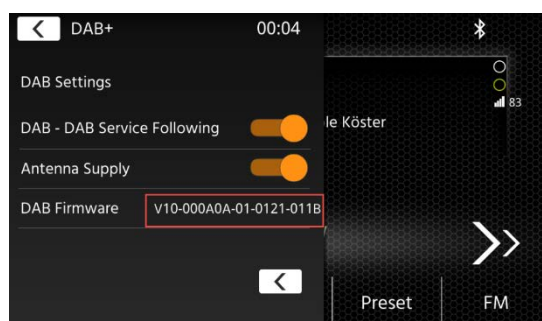 DAB+ 00:04
DAB Settings
83
DAB - DAB Service Following
le Köster
Antenna Supply
DAB Firmware V10-000A0A-01-0121-011B
Preset FM